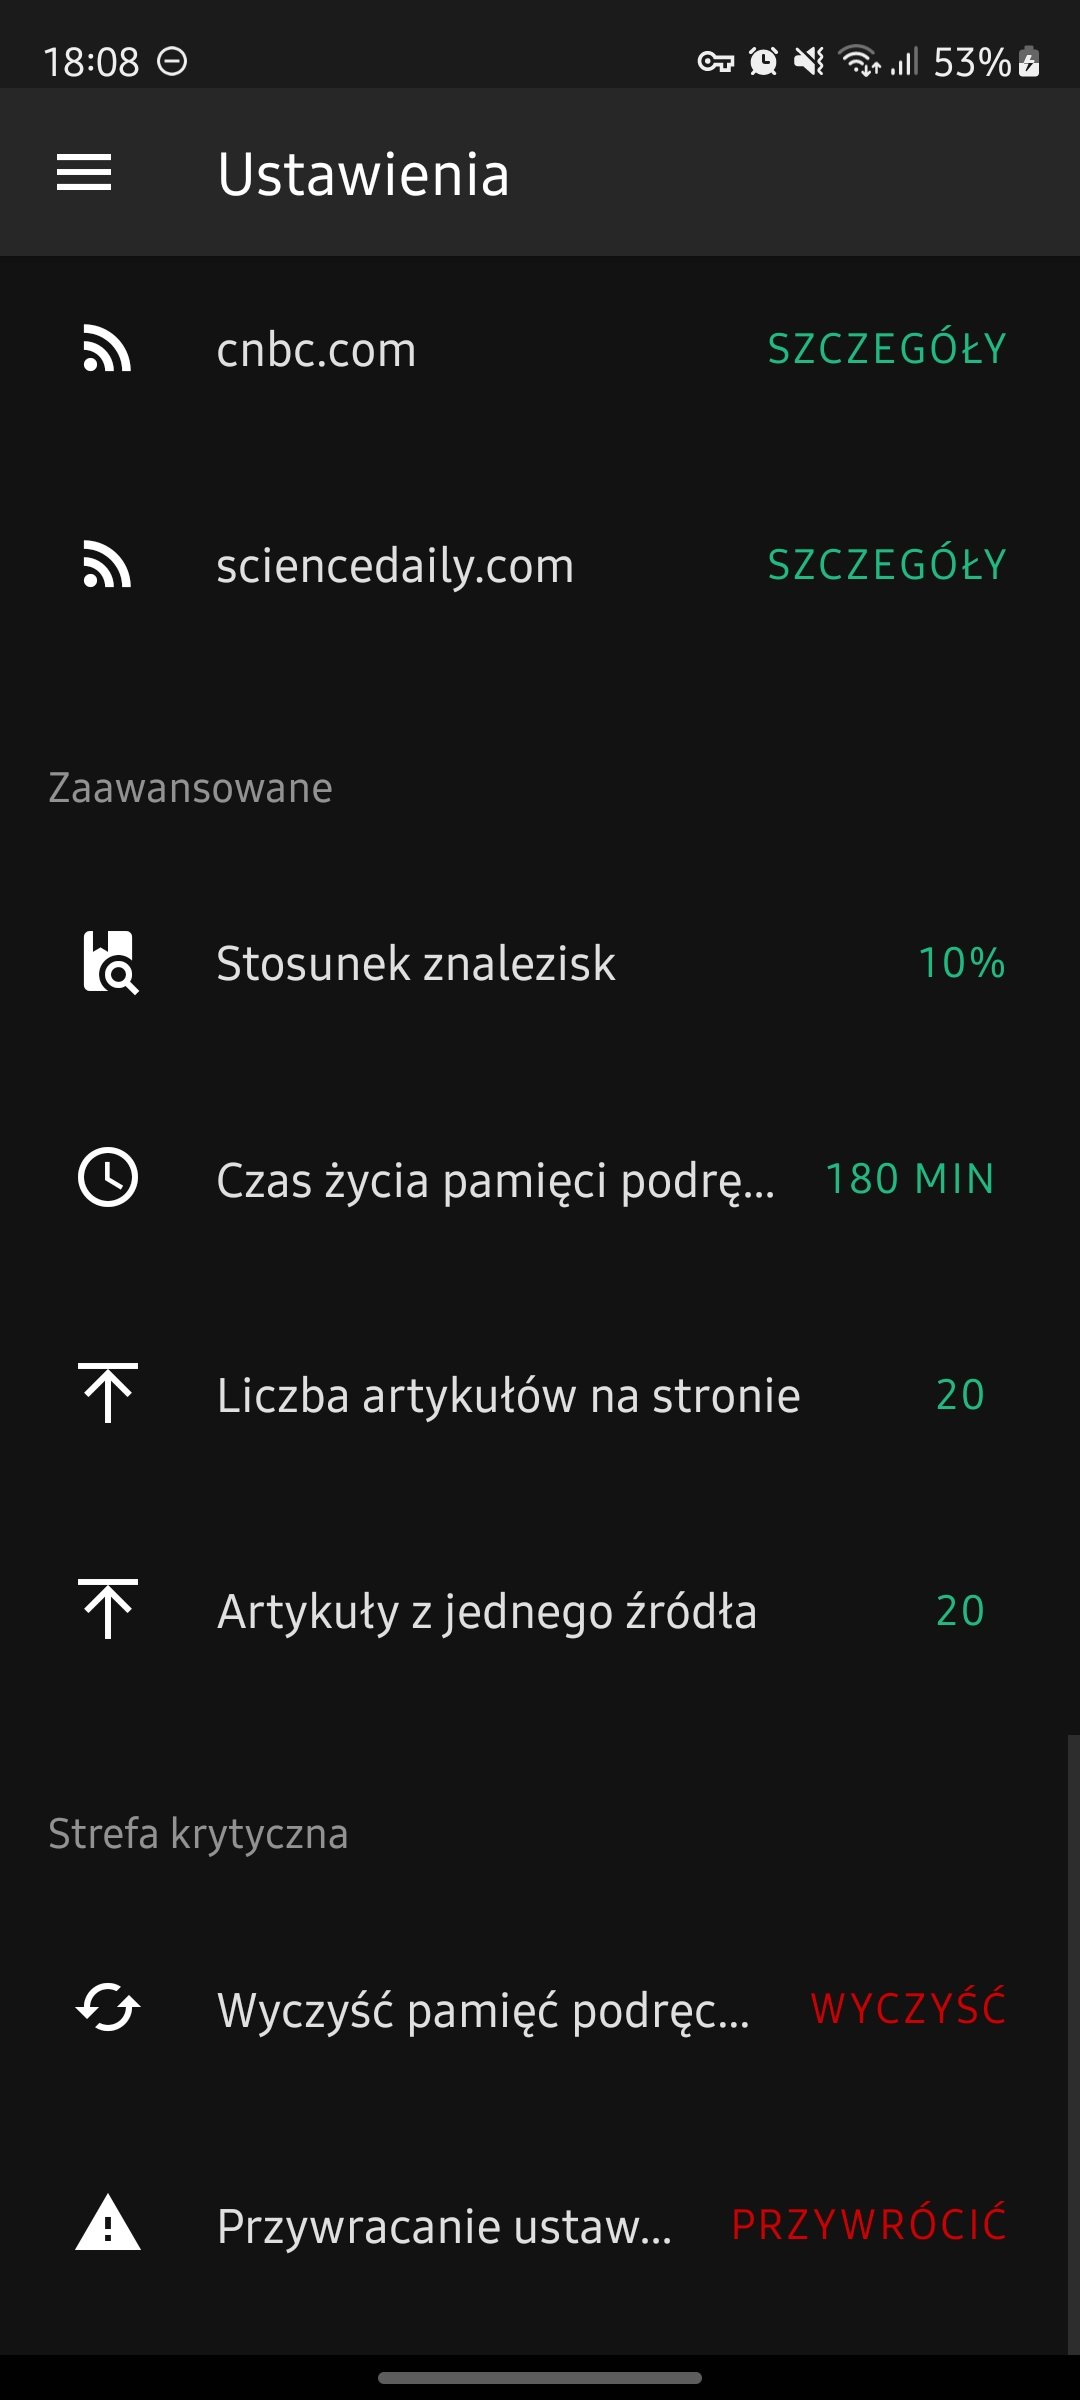 18:08 53%
Ustawienia
cnbc.com SZCZEGÓŁY
sciencedaily.com SZCZEGÓŁY
Zaawansowane
Stosunek znalezisk 10%
Czas życia pamięci podrę... 180 MIN
Liczba artykułów na stronie 20
Artykuły z jednego źródła 20
Strefa krytyczna
Wyczyść pamięć podręc... WYCZYŚĆ
Przywracanie ustaw... PRZYWRÓCIĆ